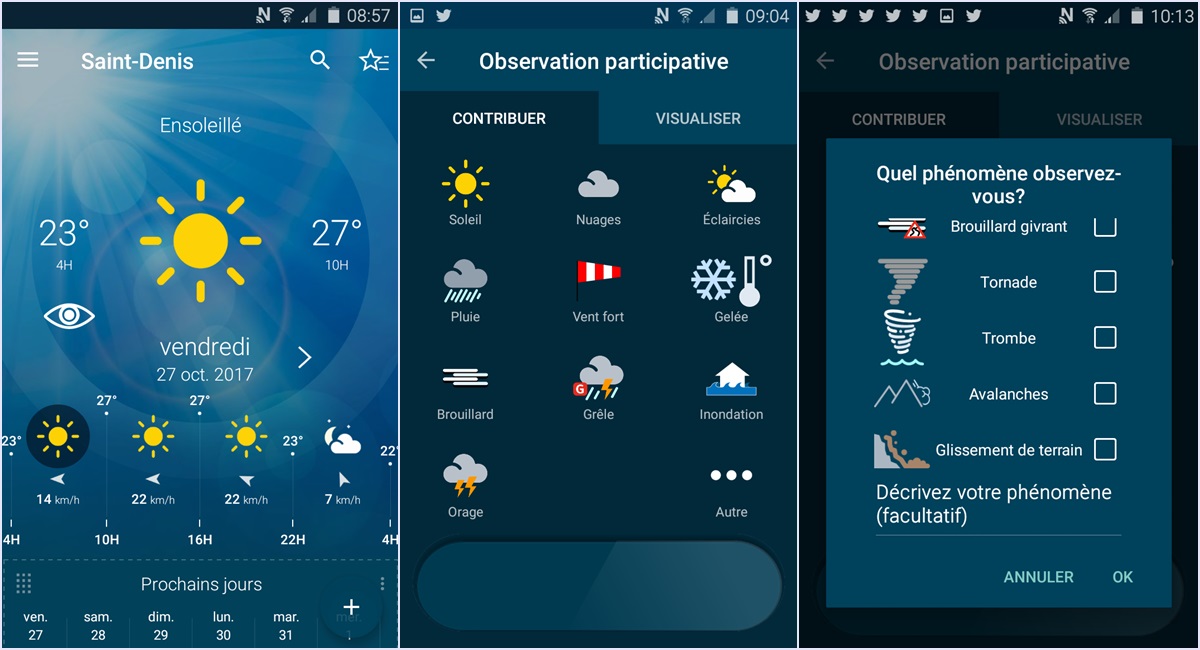 08:57
Saint-Denis
Ensoleillé
23° 27°
4H 10H
vendredi
27 oct. 2017
27° 27°
23° 23° 22°
14 km/h 22 km/h 22 km/h 7 km/h
4H 10H 16H 22H 4H
Prochains jours
+
ven. sam. dim. lun. mar. mer.
27 28 29 30 31 1
09:04
Observation participative
CONTRIBUER VISUALISER
Soleil Nuages Éclaircies
Pluie Vent fort Gelée
G
Brouillard Grêle Inondation
Orage Autre
10:13
Observation participative
CONTRIBUER VISUALISER
Quel phénomène observez-
vous?
Brouillard givrant
Tornade
Trombe
Avalanches
Glissement de terrain
Décrivez votre phénomène
(facultatif)
ANNULER OK